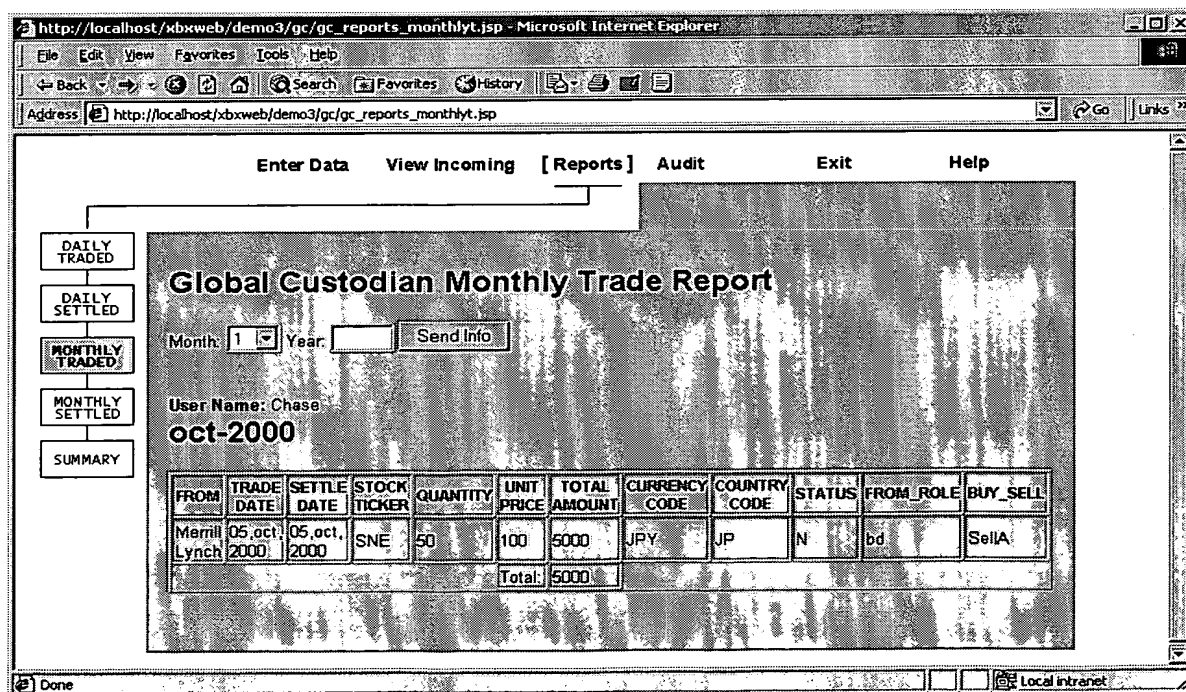 http://localhost/xbxweb/demo3/gc/gc_reports_monthlyt.jsp - Microsoft Internet Explorer
File Edit View Favorites Tools Help
Back Search Favorites History
Address http://localhost/xbxweb/demo3/gc/gc_reports_monthlyt.jsp Go Links »
Enter Data View Incoming [ Reports ] Audit Exit Help
DAILY
TRADED
DAILY
SETTLED
MONTHLY
TRADED
MONTHLY
SETTLED
SUMMARY
Global Custodian Monthly Trade Report
Month: 1 Year: Send Info
User Name: Chase
oct-2000
FROM TRADE DATE SETTLE DATE STOCK TICKER QUANTITY UNIT PRICE TOTAL AMOUNT CURRENCY CODE COUNTRY CODE STATUS FROM_ROLE BUY_SELL
Merrill Lynch 05,oct, 2000 05,oct, 2000 SNE 50 100 5000 JPY JP N bd SellA
Total: 5000
Done Local intranet